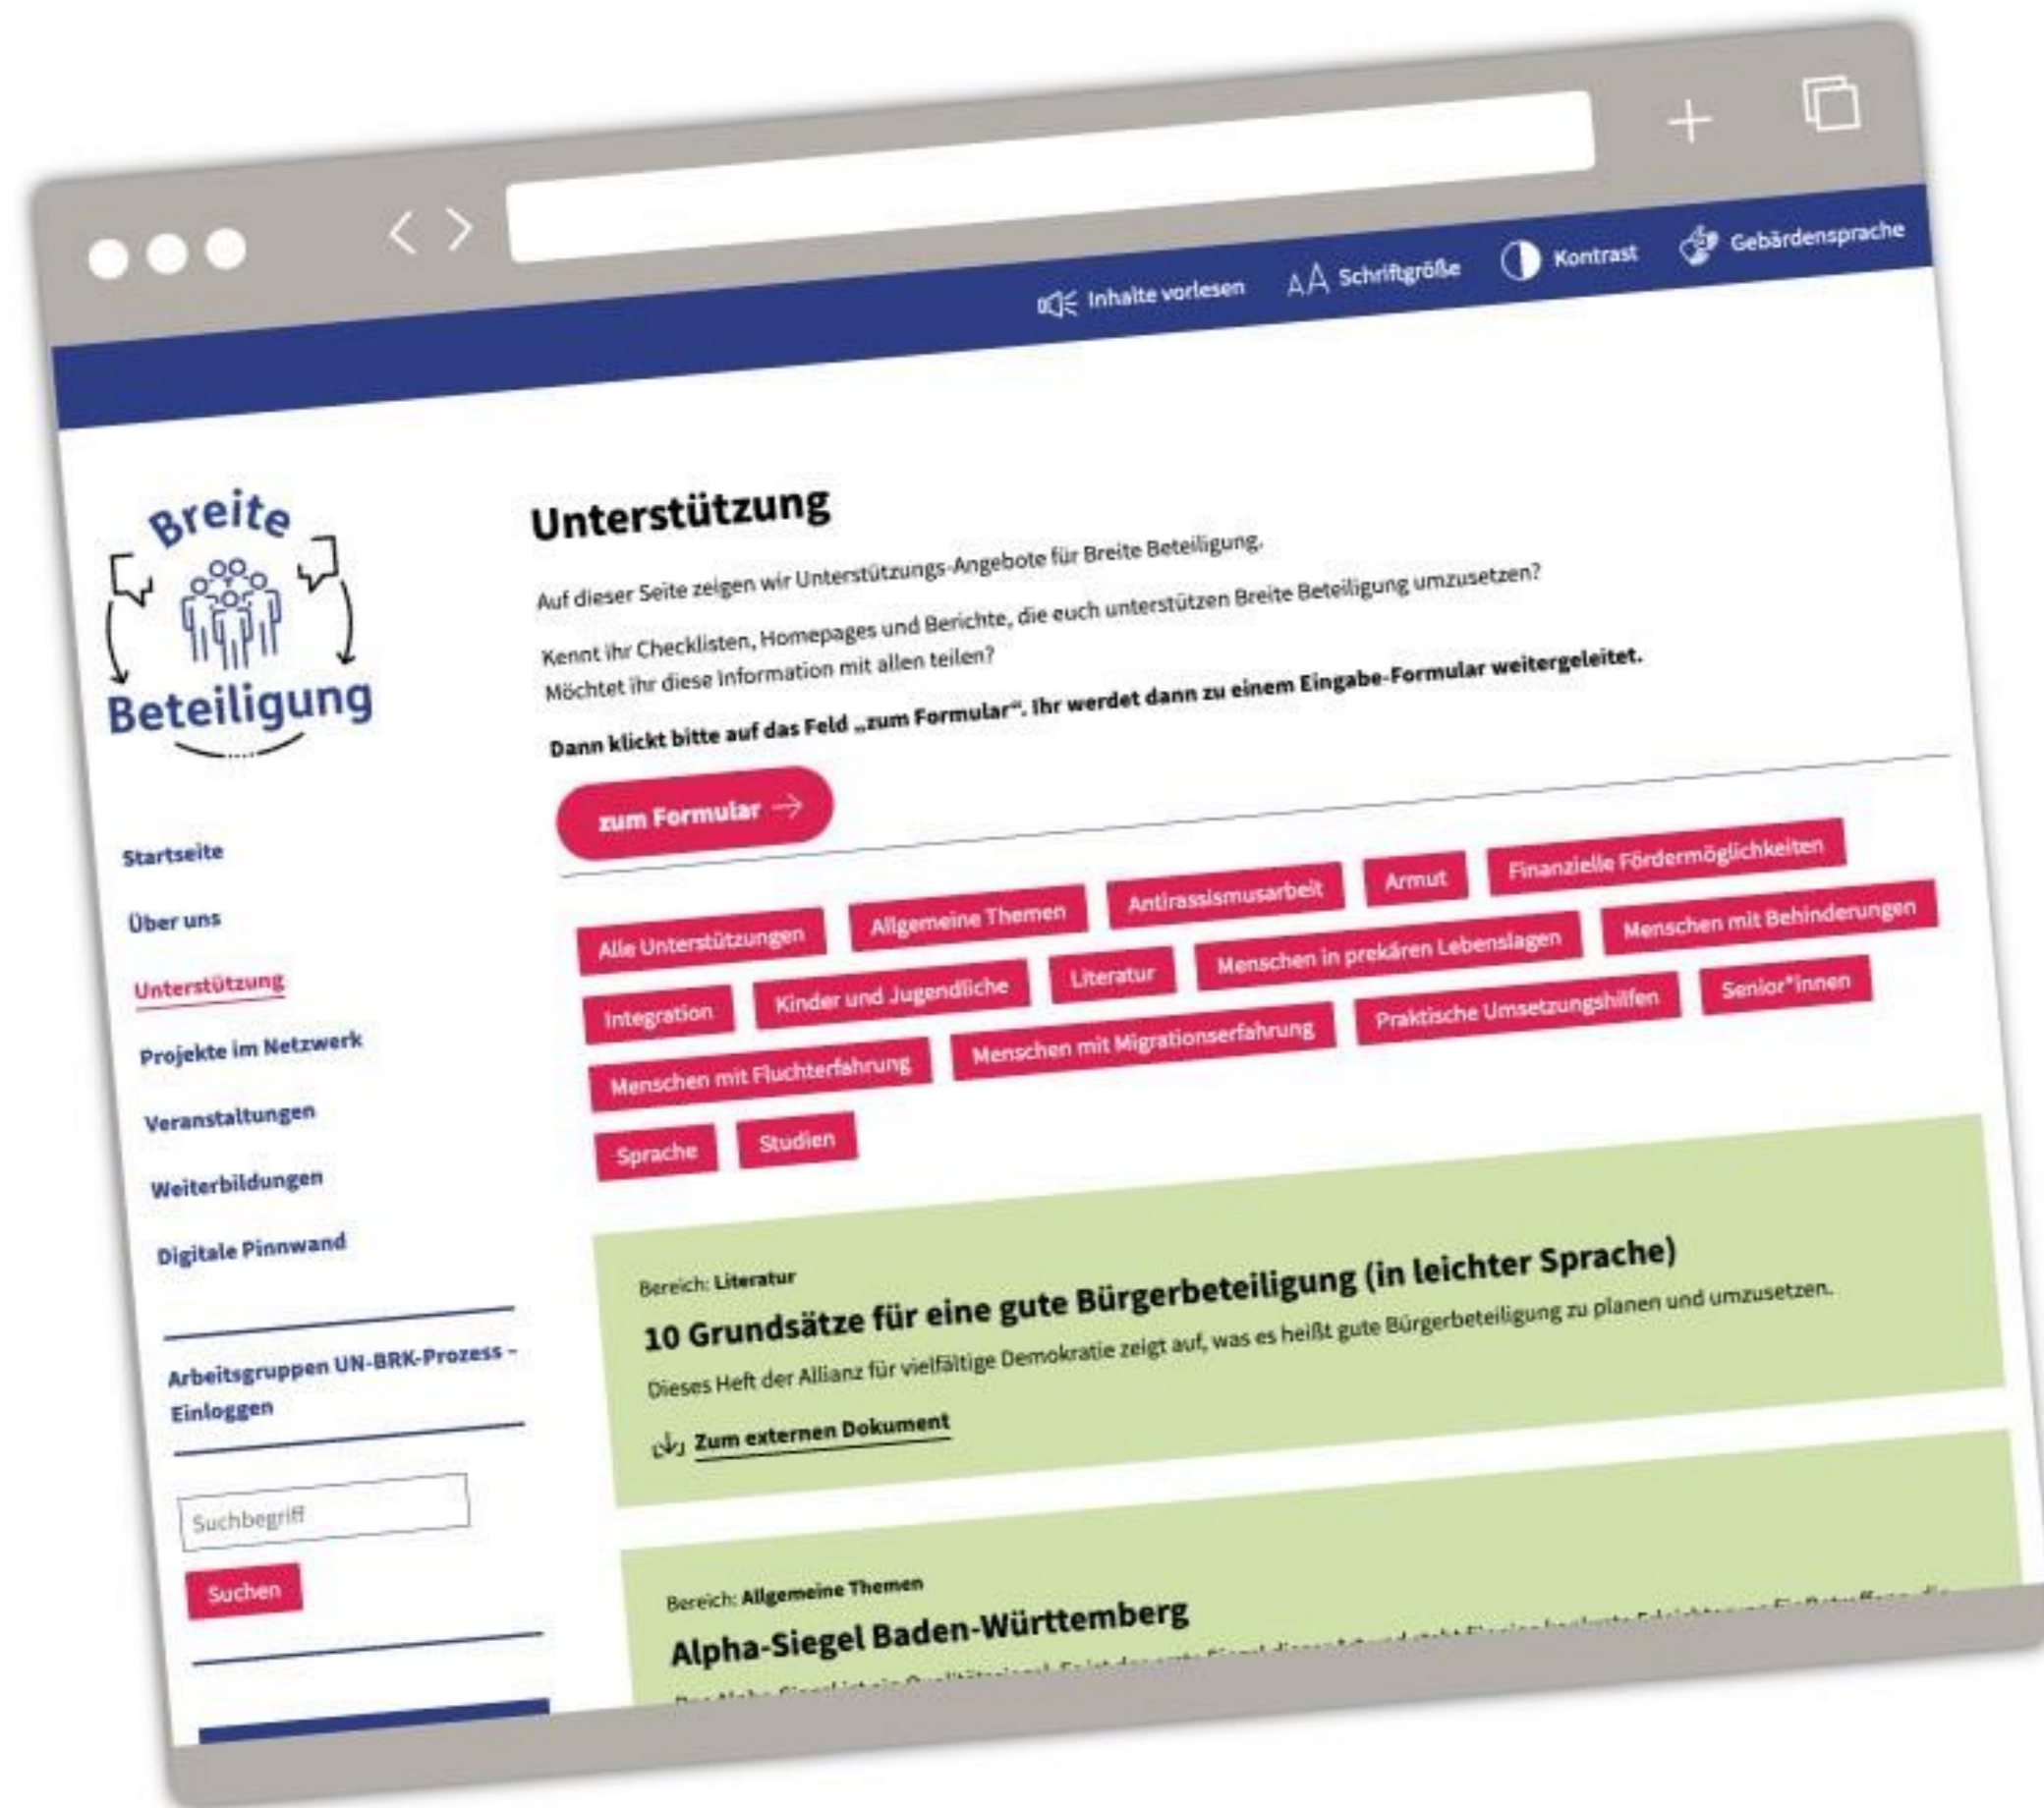 Inhalte vorlesen AA Schriftgröße Kontrast Gebärdensprache
Breite
Beteiligung
Startseite
Über uns
Unterstützung
Projekte im Netzwerk
Veranstaltungen
Weiterbildungen
Digitale Pinnwand
Arbeitsgruppen UN-BRK-Prozess –
Einloggen
Suchbegriff
Suchen
Unterstützung
Auf dieser Seite zeigen wir Unterstützungs-Angebote für Breite Beteiligung.
Kennt ihr Checklisten, Homepages und Berichte, die euch unterstützen Breite Beteiligung umzusetzen?
Möchtet ihr diese Information mit allen teilen?
Dann klickt bitte auf das Feld „zum Formular“. Ihr werdet dann zu einem Eingabe-Formular weitergeleitet.
zum Formular →
Alle Unterstützungen Allgemeine Themen Antirassismusarbeit Armut Finanzielle Fördermöglichkeiten
Integration Kinder und Jugendliche Literatur Menschen in prekären Lebenslagen Menschen mit Behinderungen
Menschen mit Fluchterfahrung Menschen mit Migrationserfahrung Praktische Umsetzungshilfen Senior*innen
Sprache Studien
Bereich: Literatur
10 Grundsätze für eine gute Bürgerbeteiligung (in leichter Sprache)
Dieses Heft der Allianz für vielfältige Demokratie zeigt auf, was es heißt gute Bürgerbeteiligung zu planen und umzusetzen.
Zum externen Dokument
Bereich: Allgemeine Themen
Alpha-Siegel Baden-Württemberg